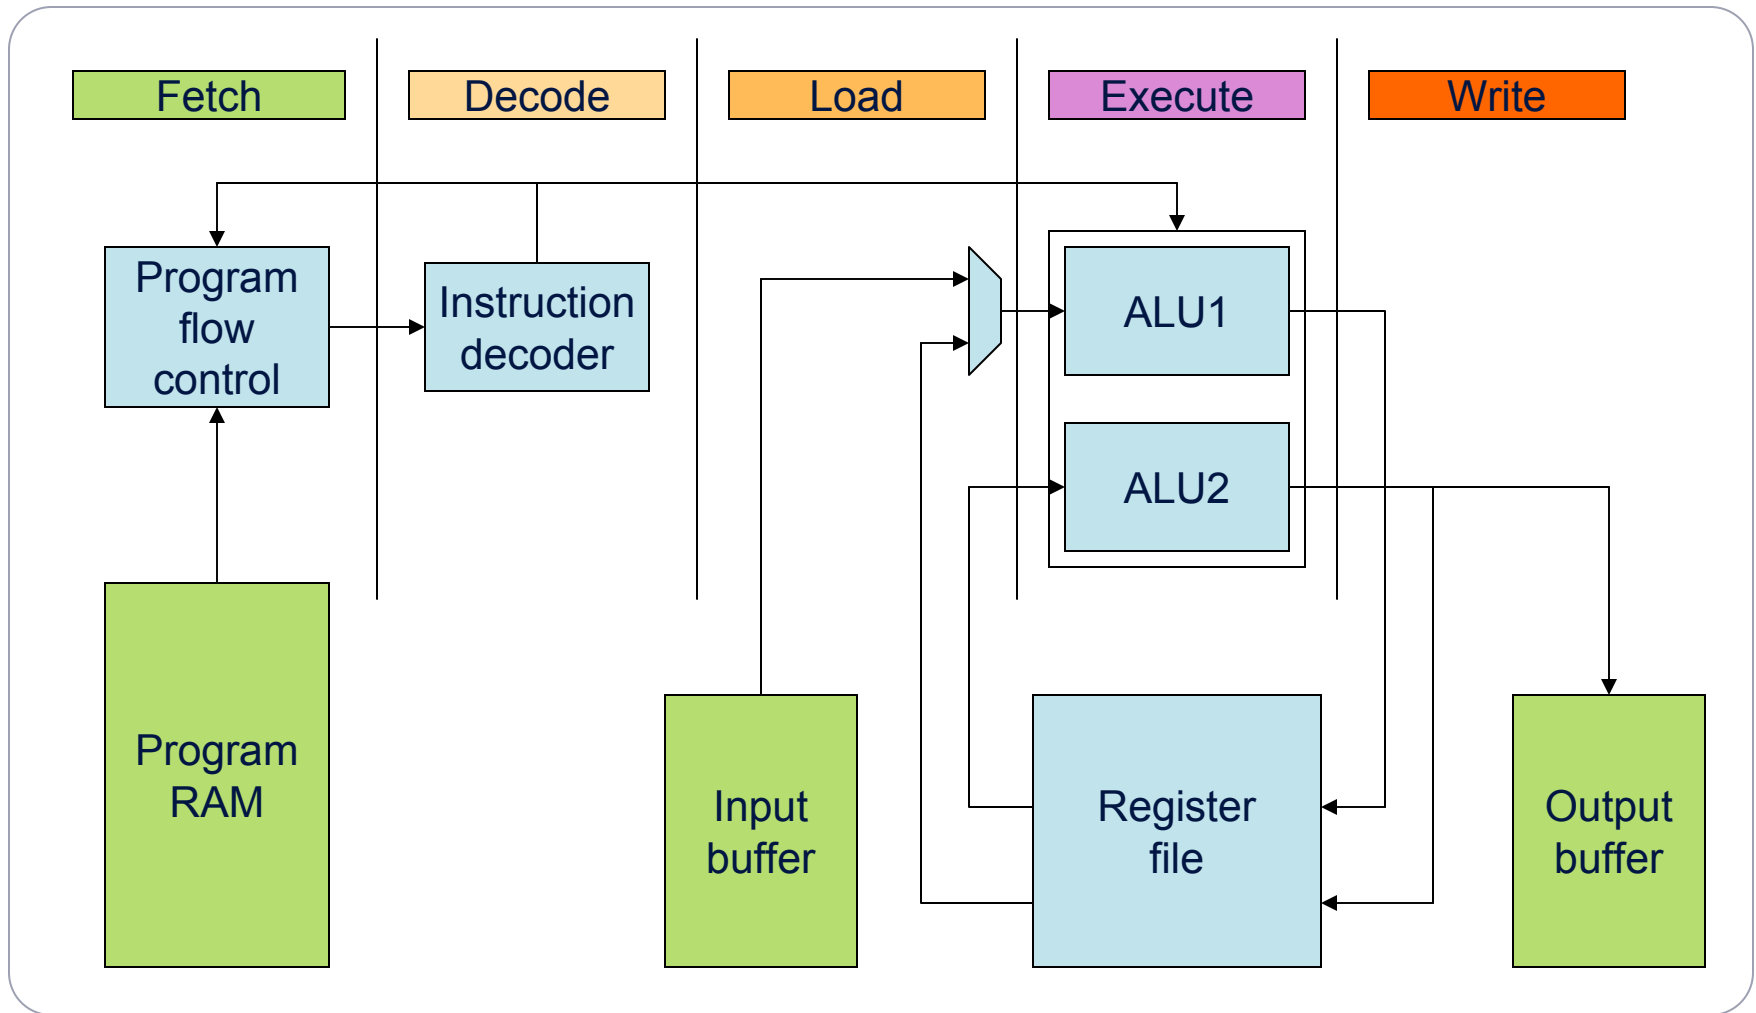 Fetch
Decode
Load
Execute
Write
Program
flow
control
Instruction
decoder
ALU1
ALU2
Program
RAM
Input
buffer
Register
file
Output
buffer